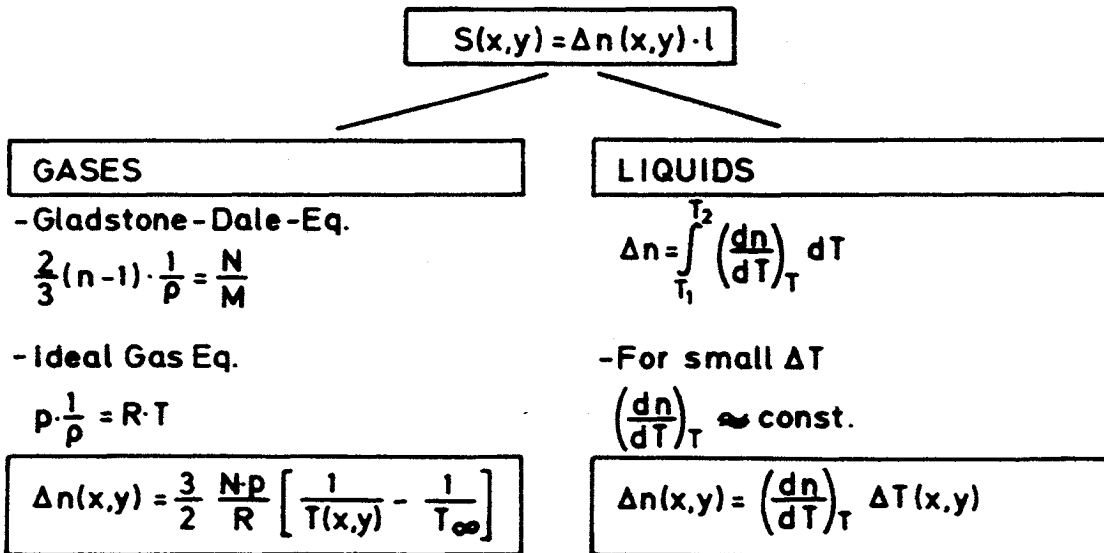 S(x,y) = Δn(x,y)·l
GASES
-Gladstone-Dale-Eq.
2/3 (n-1)·1/ρ = N/M
-Ideal Gas Eq.
p·1/ρ = R·T
Δn(x,y) = 3/2 N·p/R [1/T(x,y) - 1/T∞]
LIQUIDS
Δn = ∫_T₁^T₂ (dn/dT)_T dT
-For small ΔT
(dn/dT)_T ≈ const.
Δn(x,y) = (dn/dT)_T ΔT(x,y)